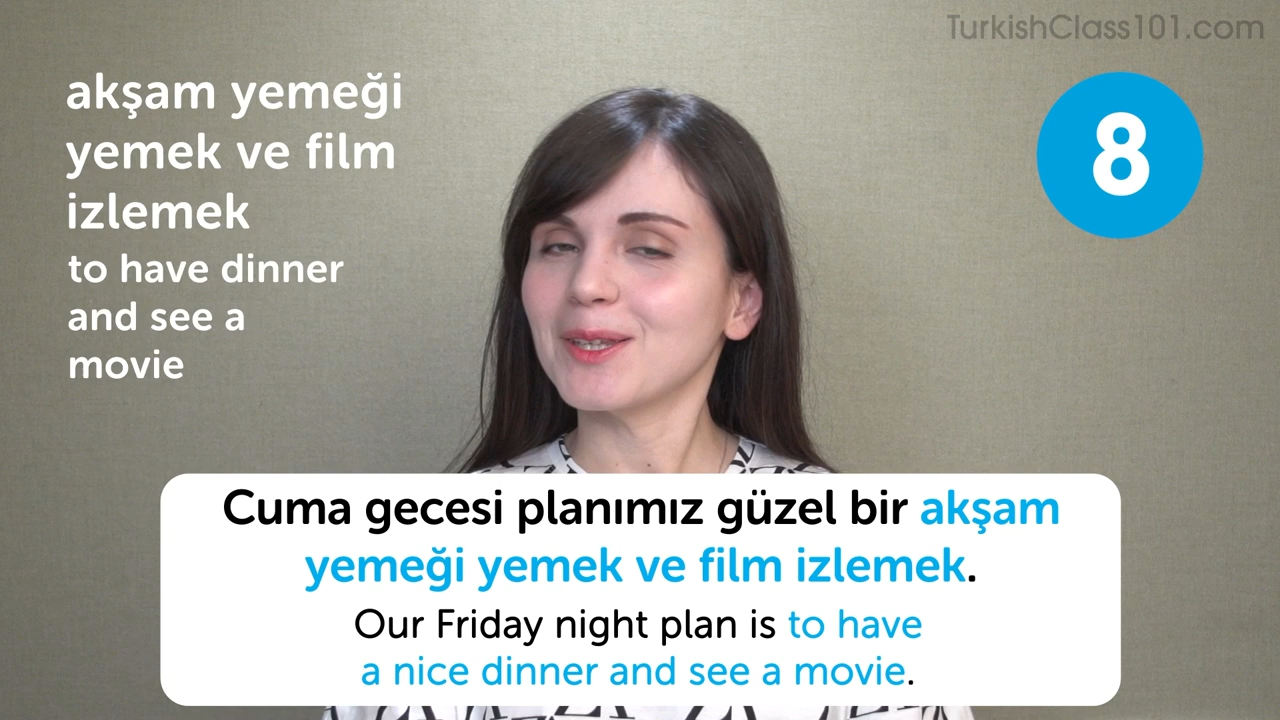 TurkishClass101.com
akşam yemeği
yemek ve film
izlemek
to have dinner
and see a
movie
8
Cuma gecesi planımız güzel bir akşam
yemeği yemek ve film izlemek.
Our Friday night plan is to have
a nice dinner and see a movie.